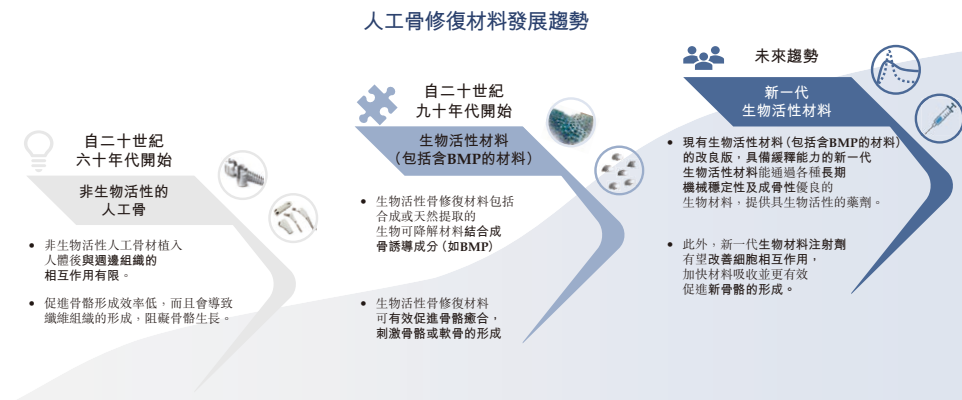 人工骨修復材料發展趨勢
自二十世紀
六十年代開始
非生物活性的
人工骨
• 非生物活性人工骨材植入
人體後與週邊組織的
相互作用有限。
• 促進骨骼形成效率低，而且會導致
纖維組織的形成，阻礙骨骼生長。
自二十世紀
九十年代開始
生物活性材料
（包括含BMP的材料）
• 生物活性骨修復材料包括
合成或天然提取的
生物可降解材料結合成
骨誘導成分（如BMP）
• 生物活性骨修復材料
可有效促進骨骼癒合，
刺激骨骼或軟骨的形成
未來趨勢
新一代
生物活性材料
• 現有生物活性材料（包括含BMP的材料）
的改良版，具備緩釋能力的新一代
生物活性材料能通過各種長期
機械穩定性及成骨性優良的
生物材料，提供具生物活性的藥劑。
• 此外，新一代生物材料注射劑
有望改善細胞相互作用，
加快材料吸收並更有效
促進新骨骼的形成。